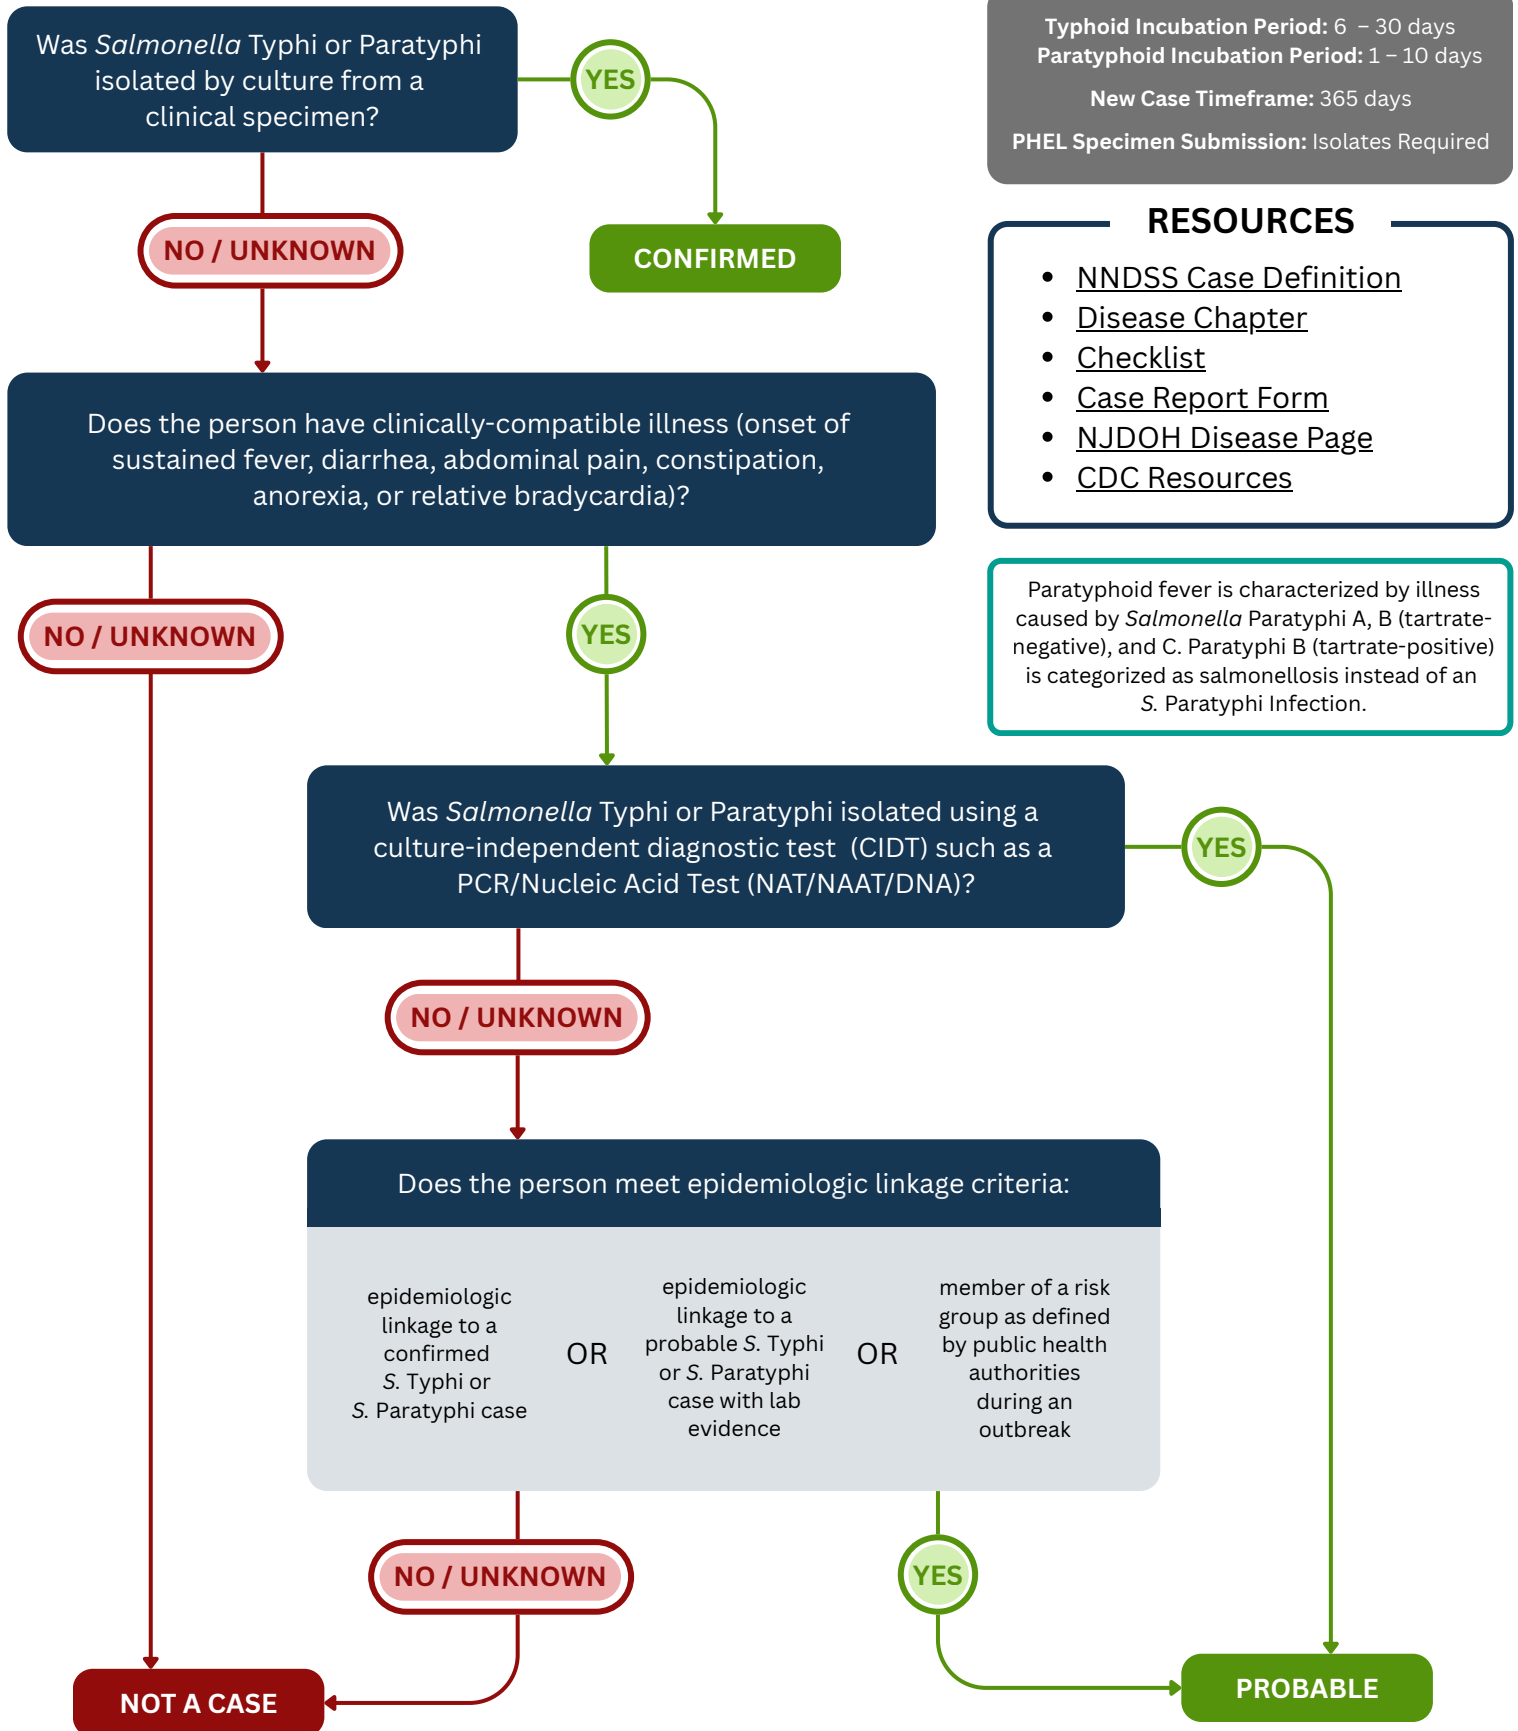 Was Salmonella Typhi or Paratyphi
isolated by culture from a
clinical specimen?
YES
NO / UNKNOWN
CONFIRMED
Typhoid Incubation Period: 6 – 30 days
Paratyphoid Incubation Period: 1 – 10 days
New Case Timeframe: 365 days
PHEL Specimen Submission: Isolates Required
RESOURCES
• NNDSS Case Definition
• Disease Chapter
• Checklist
• Case Report Form
• NJDOH Disease Page
• CDC Resources
Does the person have clinically-compatible illness (onset of
sustained fever, diarrhea, abdominal pain, constipation,
anorexia, or relative bradycardia)?
NO / UNKNOWN
YES
Paratyphoid fever is characterized by illness
caused by Salmonella Paratyphi A, B (tartrate-
negative), and C. Paratyphi B (tartrate-positive)
is categorized as salmonellosis instead of an
S. Paratyphi Infection.
Was Salmonella Typhi or Paratyphi isolated using a
culture-independent diagnostic test (CIDT) such as a
PCR/Nucleic Acid Test (NAT/NAAT/DNA)?
YES
NO / UNKNOWN
Does the person meet epidemiologic linkage criteria:
epidemiologic
linkage to a
confirmed
S. Typhi or
S. Paratyphi case
OR
epidemiologic
linkage to a
probable S. Typhi
or S. Paratyphi
case with lab
evidence
OR
member of a risk
group as defined
by public health
authorities
during an
outbreak
NO / UNKNOWN
YES
NOT A CASE
PROBABLE